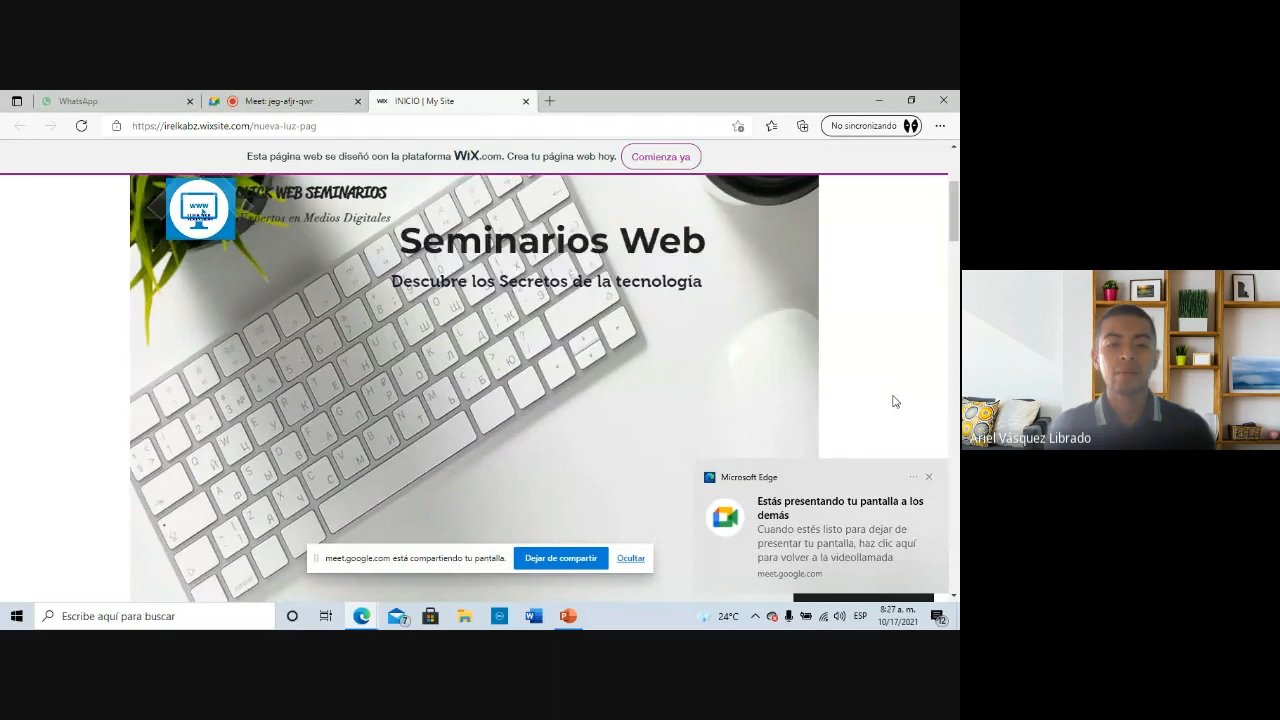 WhatsApp
Meet: jeg-afjr-qwr
WiX
INICIO | My Site
https://irelkabz.wixsite.com/nueva-luz-pag
No sincronizando
Esta página web se diseñó con la plataforma WiX.com. Crea tu página web hoy.
Comienza ya
WWW
CLICK WEB SEMINARIOS
Expertos en Medios Digitales
Seminarios Web
Descubre los Secretos de la tecnología
Microsoft Edge
Estás presentando tu pantalla a los
demás
Cuando estés listo para dejar de
presentar tu pantalla, haz clic aquí
para volver a la videollamada
meet.google.com
meet.google.com está compartiendo tu pantalla.
Dejar de compartir
Ocultar
Escribe aquí para buscar
7
24°C
ESP
8:27 a. m.
10/17/2021
12
Ariel Vásquez Librado